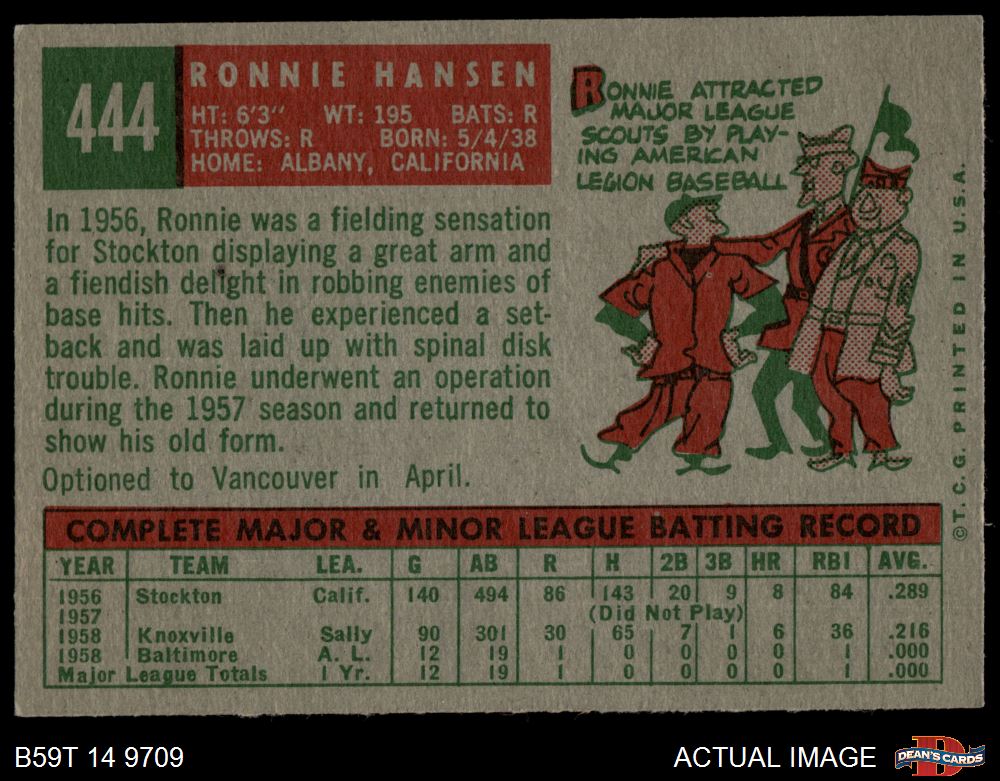 444
RONNIE HANSEN
HT: 6'3" WT: 195 BATS: R
THROWS: R BORN: 5/4/38
HOME: ALBANY, CALIFORNIA
RONNIE ATTRACTED
MAJOR LEAGUE
SCOUTS BY PLAY-
ING AMERICAN
LEGION BASEBALL
In 1956, Ronnie was a fielding sensation
for Stockton displaying a great arm and
a fiendish delight in robbing enemies of
base hits. Then he experienced a set-
back and was laid up with spinal disk
trouble. Ronnie underwent an operation
during the 1957 season and returned to
show his old form.
Optioned to Vancouver in April.
©T.C.G. PRINTED IN U.S.A.
COMPLETE MAJOR & MINOR LEAGUE BATTING RECORD
YEAR TEAM LEA. G AB R H 2B 3B HR RBI AVG.
1956 Stockton Calif. 140 494 86 143 20 9 8 84 .289
1957 (Did Not Play)
1958 Knoxville Sally 90 301 30 65 7 1 6 36 .216
1958 Baltimore A. L. 12 19 1 0 0 0 0 1 .000
Major League Totals 1 Yr. 12 19 1 0 0 0 0 1 .000
B59T 14 9709
ACTUAL IMAGE
D
DEAN'S CARDS